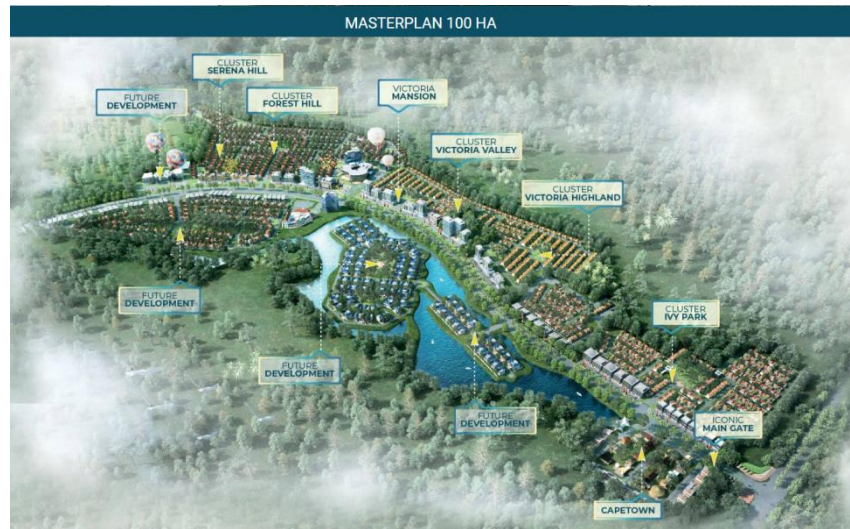 MASTERPLAN 100 HA
CLUSTER
SERENA HILL
FUTURE
DEVELOPMENT
CLUSTER
FOREST HILL
VICTORIA
MANSION
CLUSTER
VICTORIA VALLEY
CLUSTER
VICTORIA HIGHLAND
FUTURE
DEVELOPMENT
CLUSTER
IVY PARK
FUTURE
DEVELOPMENT
FUTURE
DEVELOPMENT
ICONIC
MAIN GATE
CAPETOWN